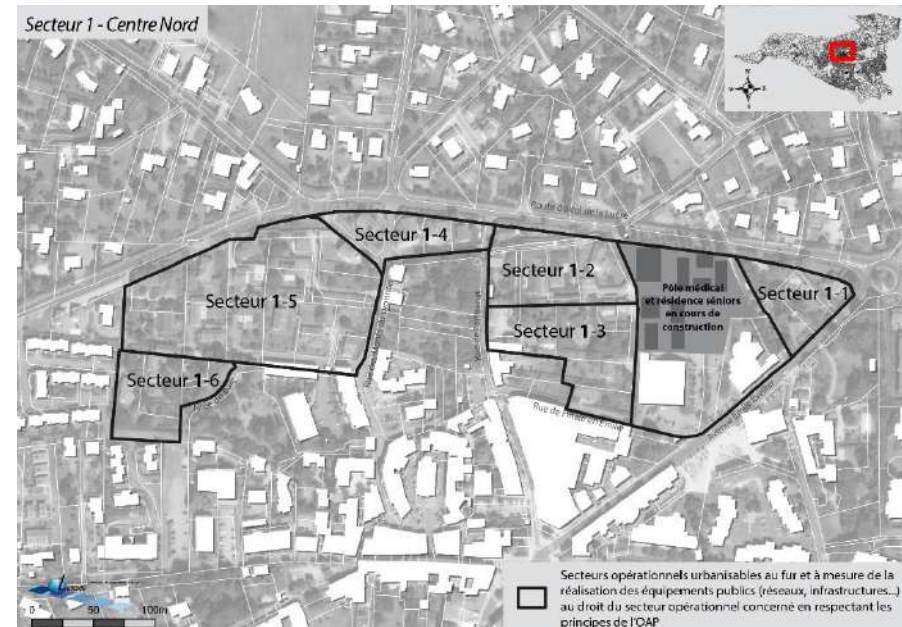 Secteur 1 - Centre Nord
N
W E
S
Secteur 1-4
Secteur 1-2
Secteur 1-5
Pôle médical
et résidence séniors
en cours de
construction
Secteur 1-1
Secteur 1-3
Secteur 1-6
Rue de Finale en Emilie
0 50 100m
Secteurs opérationnels urbanisables au fur et à mesure de la
réalisation des équipements publics (réseaux, infrastructures...)
au droit du secteur opérationnel concerné en respectant les
principes de l'OAP